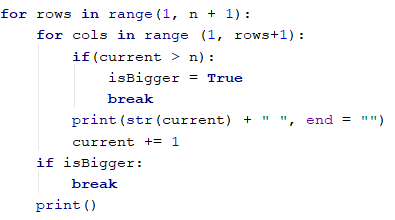 for rows in range(1, n + 1):
    for cols in range (1, rows+1):
        if(current > n):
            isBigger = True
            break
        print(str(current) + " ", end = "")
        current += 1
    if isBigger:
        break
    print()